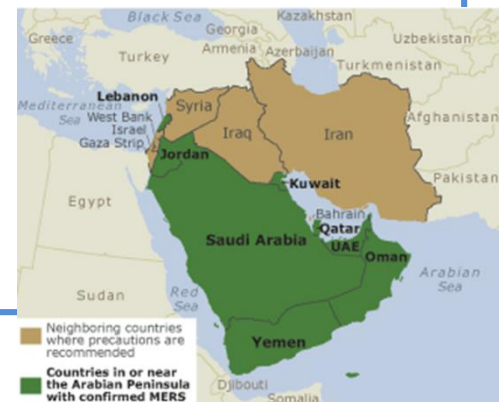 Black Sea
Kazakhstan
Georgia
Greece
Armenia
Azerbaijan
Uzbekistan
Turkey
Turkmenistan
Lebanon
Syria
Mediterranean
Sea
West Bank
Israel
Gaza Strip
Iraq
Iran
Afghanistan
Jordan
Kuwait
Pakistan
Egypt
Bahrain
Qatar
Saudi Arabia
UAE
Oman
Arabian
Sea
Sudan
Red
Sea
Yemen
Djibouti
Somalia
Neighboring countries
where precautions are
recommended
Countries in or near
the Arabian Peninsula
with confirmed MERS